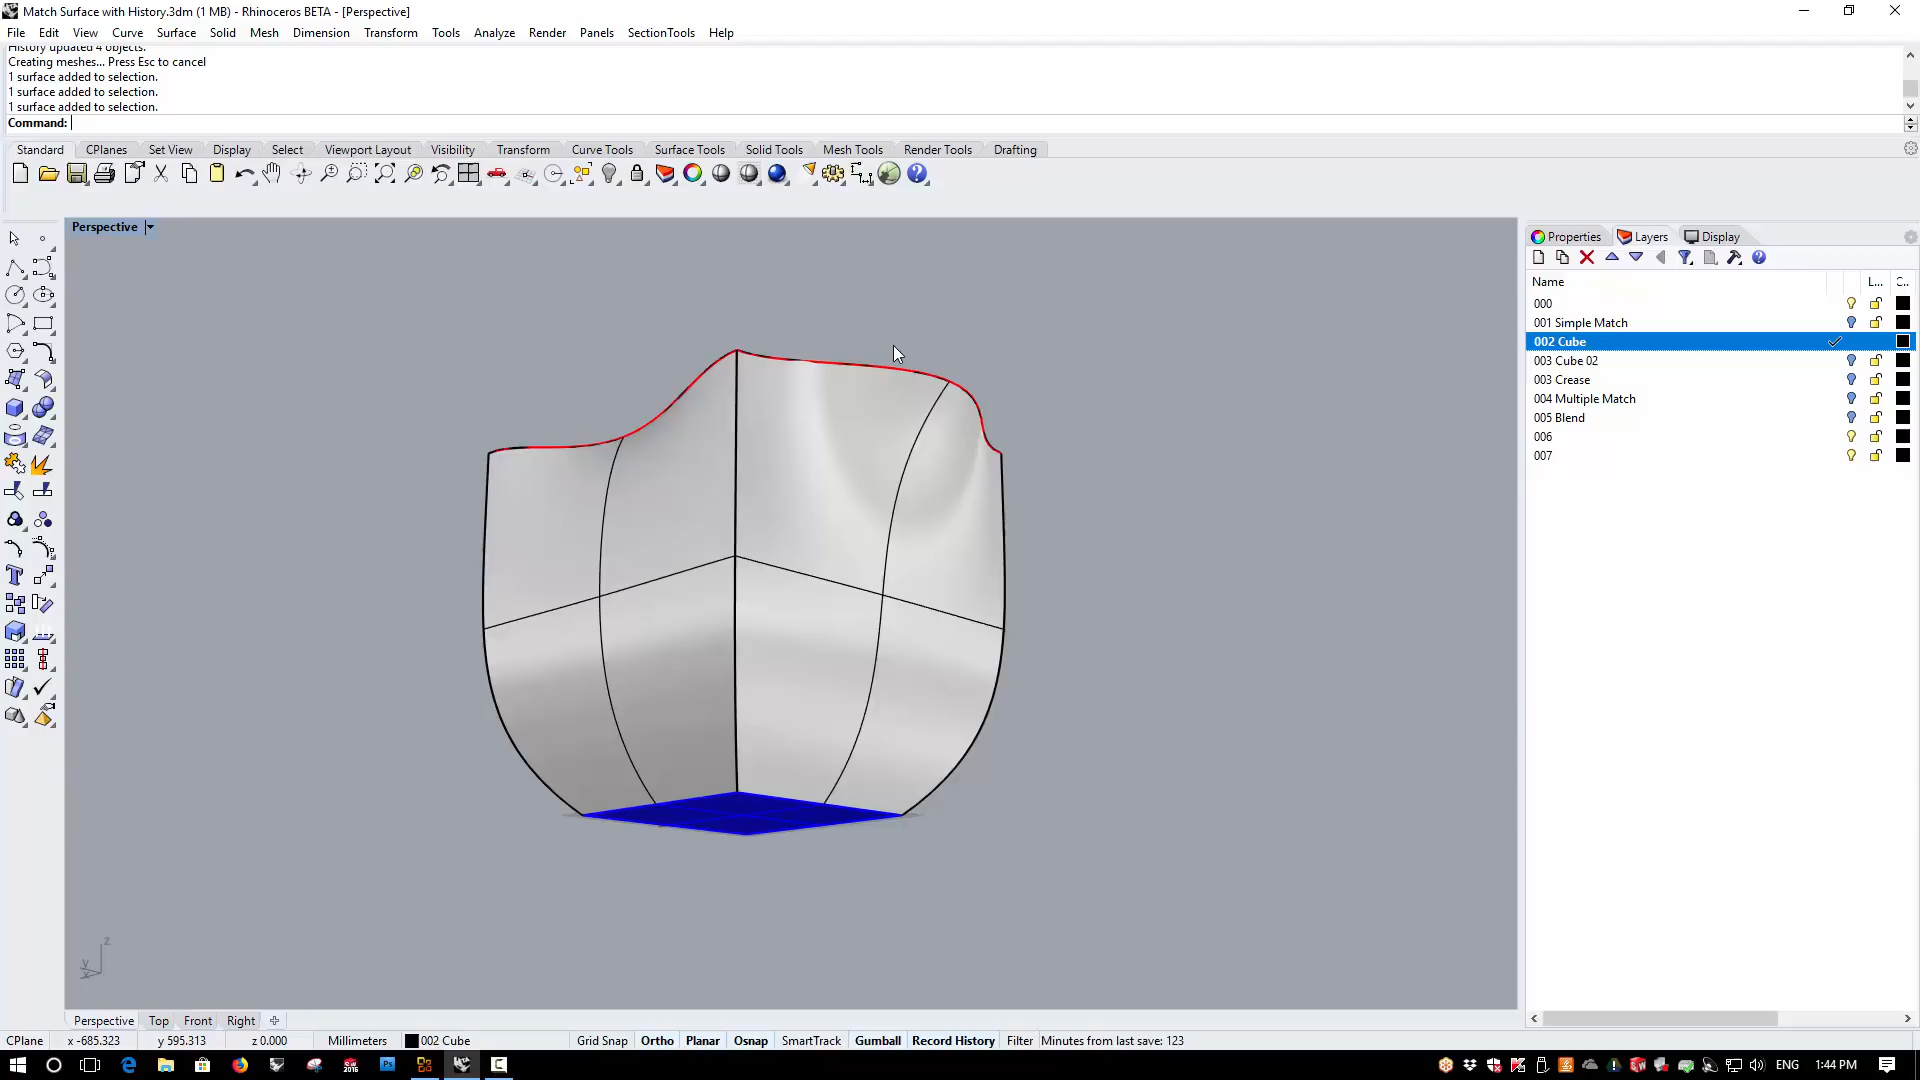 Match Surface with History.3dm (1 MB) - Rhinoceros BETA - [Perspective]
File Edit View Curve Surface Solid Mesh Dimension Transform Tools Analyze Render Panels SectionTools Help
History updated 4 objects.
Creating meshes... Press Esc to cancel
1 surface added to selection.
1 surface added to selection.
1 surface added to selection.
Command:
Standard CPlanes Set View Display Select Viewport Layout Visibility Transform Curve Tools Surface Tools Solid Tools Mesh Tools Render Tools Drafting
Perspective
Properties Layers Display
Name L... C..
000
001 Simple Match
002 Cube
003 Cube 02
003 Crease
004 Multiple Match
005 Blend
006
007
z
y
x
Perspective Top Front Right
CPlane x -685.323 y 595.313 z 0.000 Millimeters 002 Cube Grid Snap Ortho Planar Osnap SmartTrack Gumball Record History Filter Minutes from last save: 123
ENG 1:44 PM